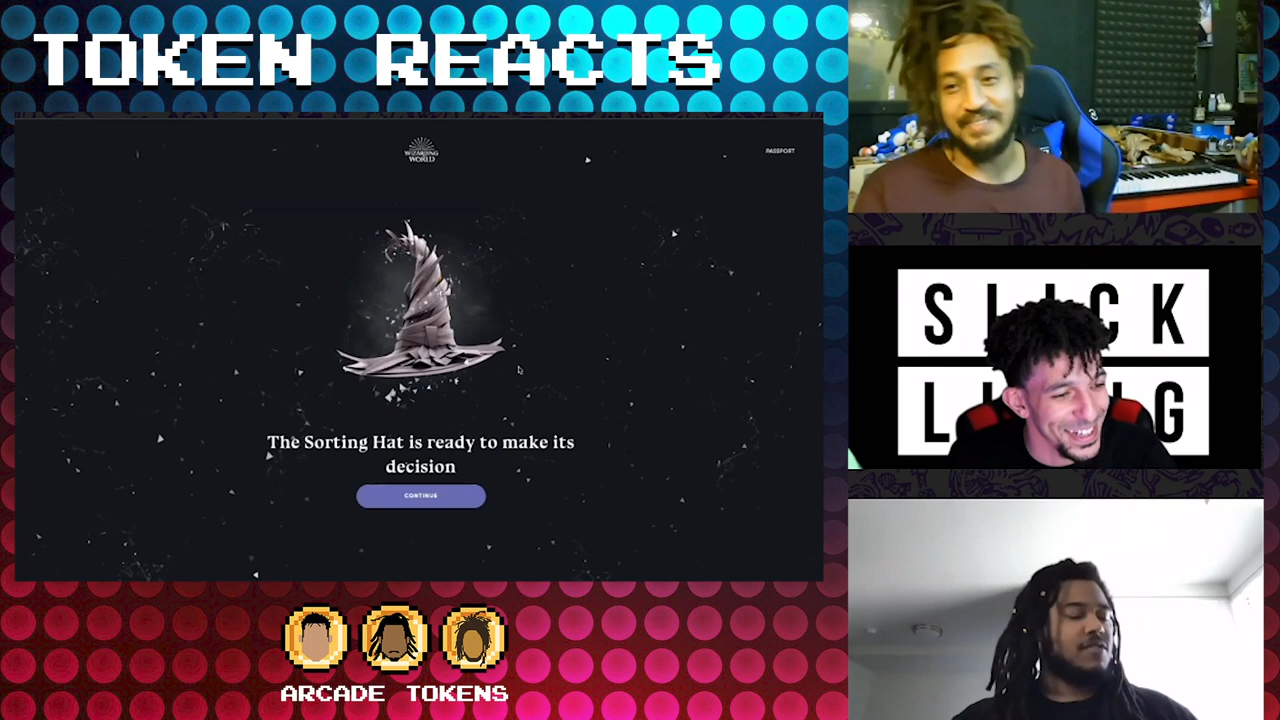 TOKEN REACTS
WIZARDING
WORLD
PASSPORT
The Sorting Hat is ready to make its
decision
CONTINUE
ARCADE TOKENS